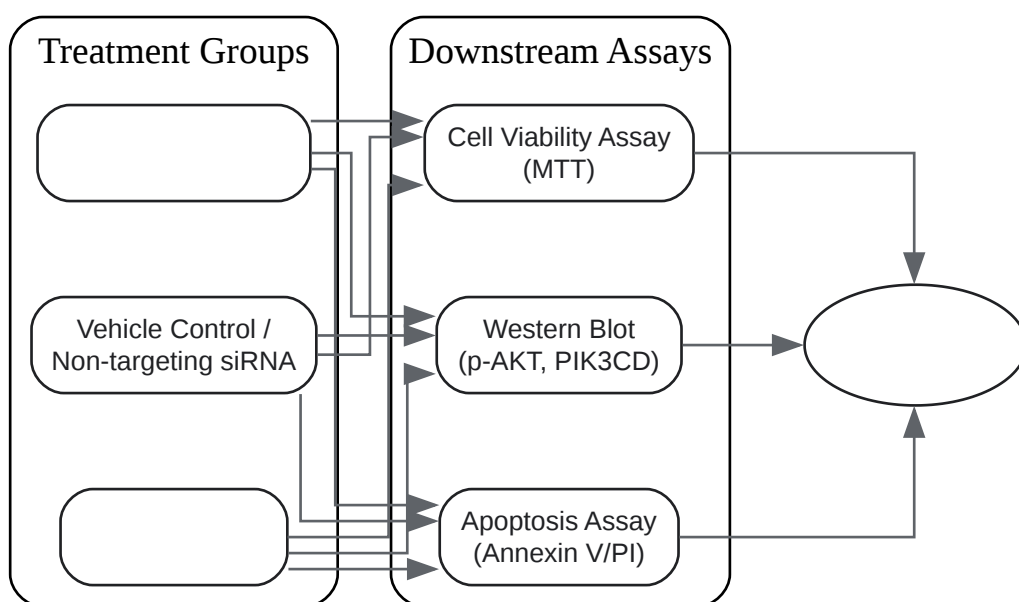 Treatment Groups
Downstream Assays
Cell Viability Assay
(MTT)
Vehicle Control /
Non-targeting siRNA
Western Blot
(p-AKT, PIK3CD)
Apoptosis Assay
(Annexin V/PI)